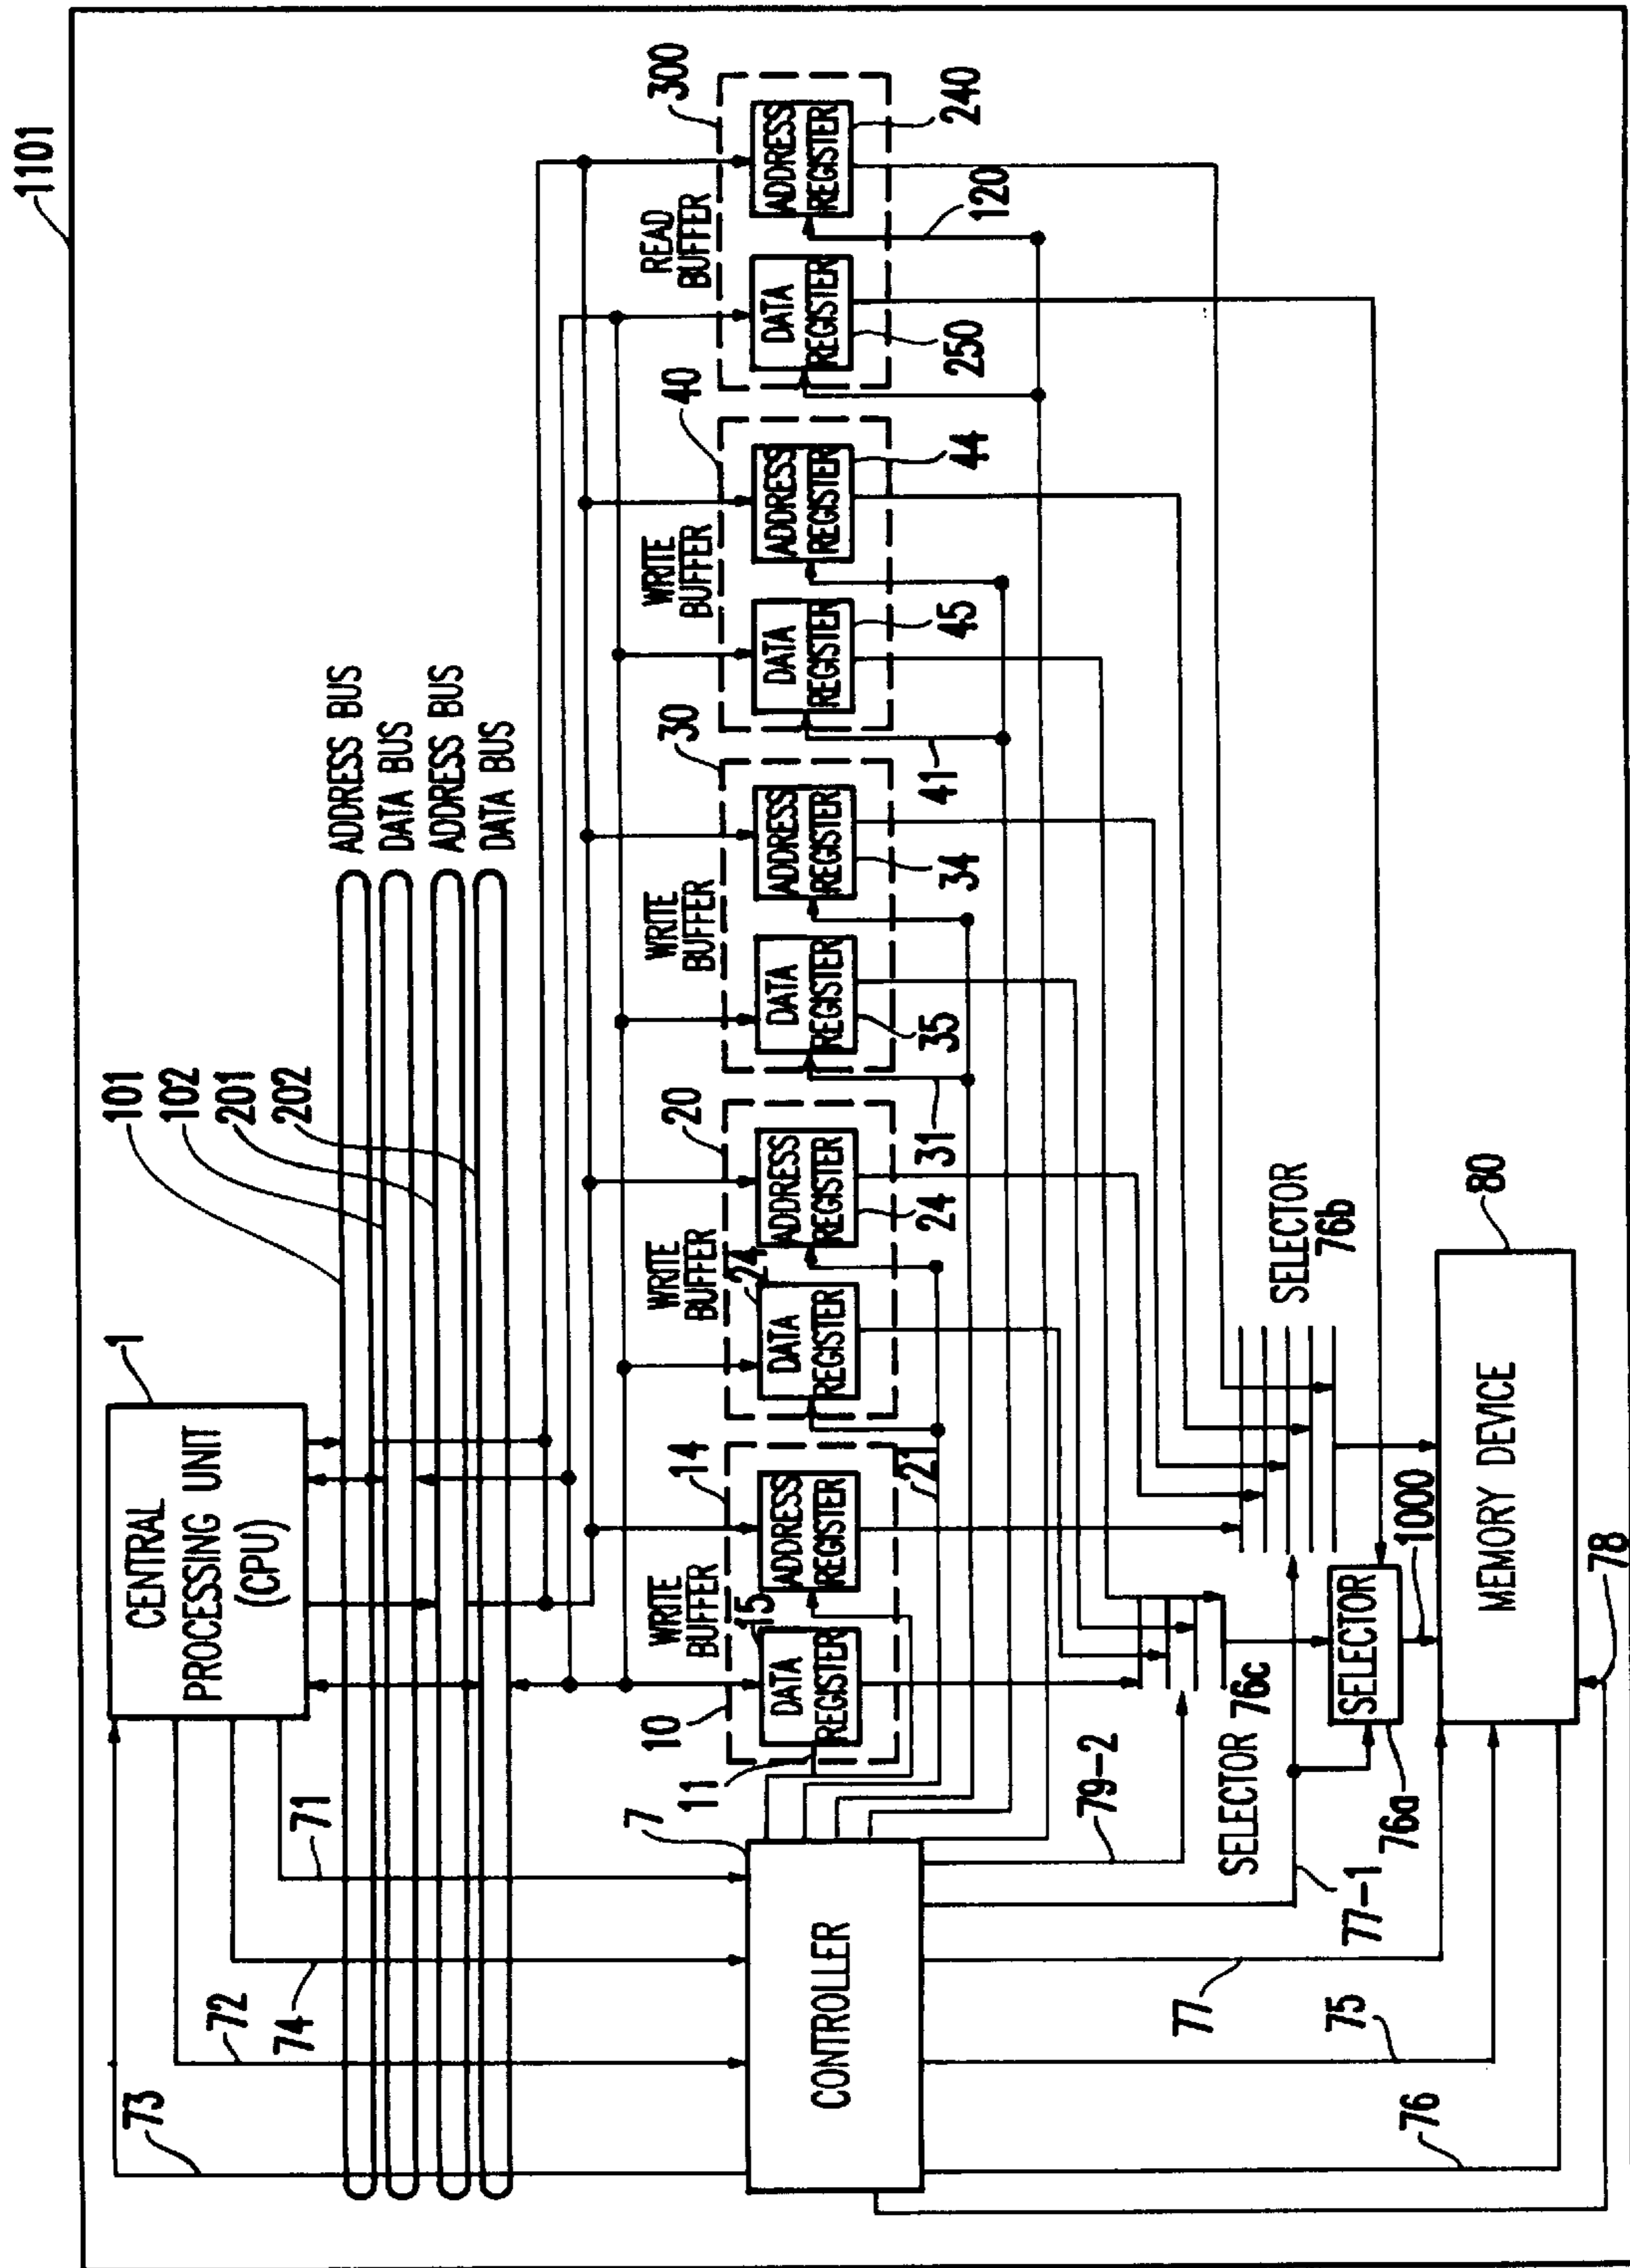 1101
CENTRAL
PROCESSING UNIT
(CPU)
1
101
102
201
202
ADDRESS BUS
DATA BUS
ADDRESS BUS
DATA BUS
73
72
74
71
7
CONTROLLER
10
11
WRITE
BUFFER
15
14
DATA
REGISTER
ADDRESS
REGISTER
21
WRITE
BUFFER
20
24
DATA
REGISTER
ADDRESS
REGISTER
24
31
WRITE
BUFFER
30
DATA
REGISTER
35
ADDRESS
REGISTER
34
41
WRITE
BUFFER
40
DATA
REGISTER
45
ADDRESS
REGISTER
44
READ
BUFFER
300
DATA
REGISTER
250
ADDRESS
REGISTER
240
120
79-2
SELECTOR 76c
77-1
SELECTOR
76b
SELECTOR
76a
1000
77
75
76
MEMORY DEVICE
80
78